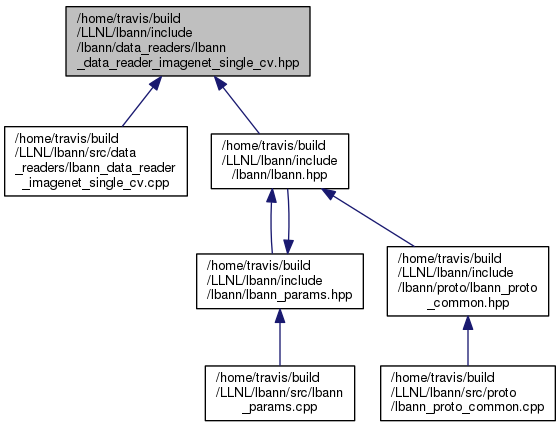 /home/travis/build
/LLNL/lbann/include
/lbann/data_readers/lbann
_data_reader_imagenet_single_cv.hpp
/home/travis/build
/LLNL/lbann/src/data
_readers/lbann_data_reader
_imagenet_single_cv.cpp
/home/travis/build
/LLNL/lbann/include
/lbann/lbann.hpp
/home/travis/build
/LLNL/lbann/include
/lbann/lbann_params.hpp
/home/travis/build
/LLNL/lbann/include
/lbann/proto/lbann_proto
_common.hpp
/home/travis/build
/LLNL/lbann/src/lbann
_params.cpp
/home/travis/build
/LLNL/lbann/src/proto
/lbann_proto_common.cpp